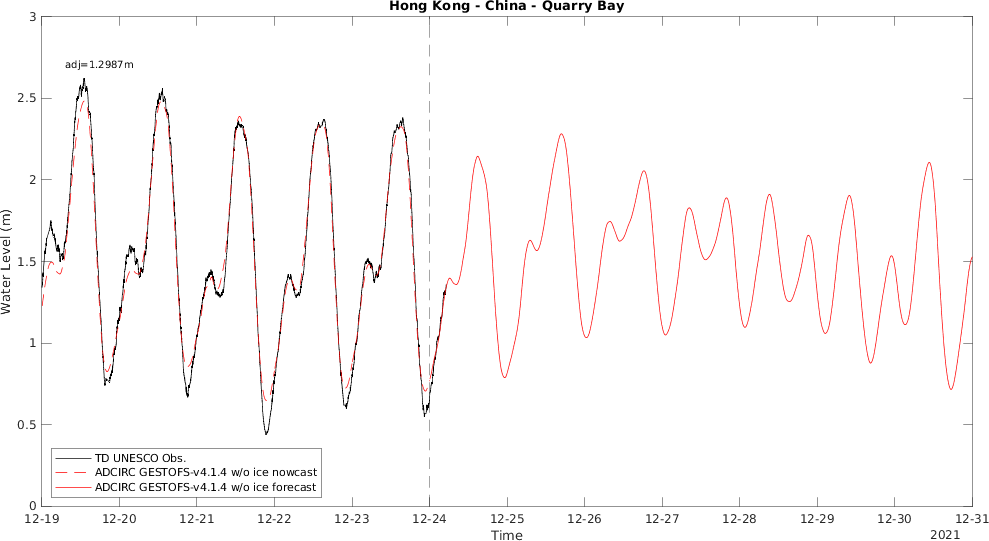 Hong Kong - China - Quarry Bay
3
adj=1.2987m
2.5
2
Water Level (m)
1.5
1
0.5
0
TD UNESCO Obs.
ADCIRC GESTOFS-v4.1.4 w/o ice nowcast
ADCIRC GESTOFS-v4.1.4 w/o ice forecast
12-19 12-20 12-21 12-22 12-23 12-24 12-25 12-26 12-27 12-28 12-29 12-30 12-31
Time
2021